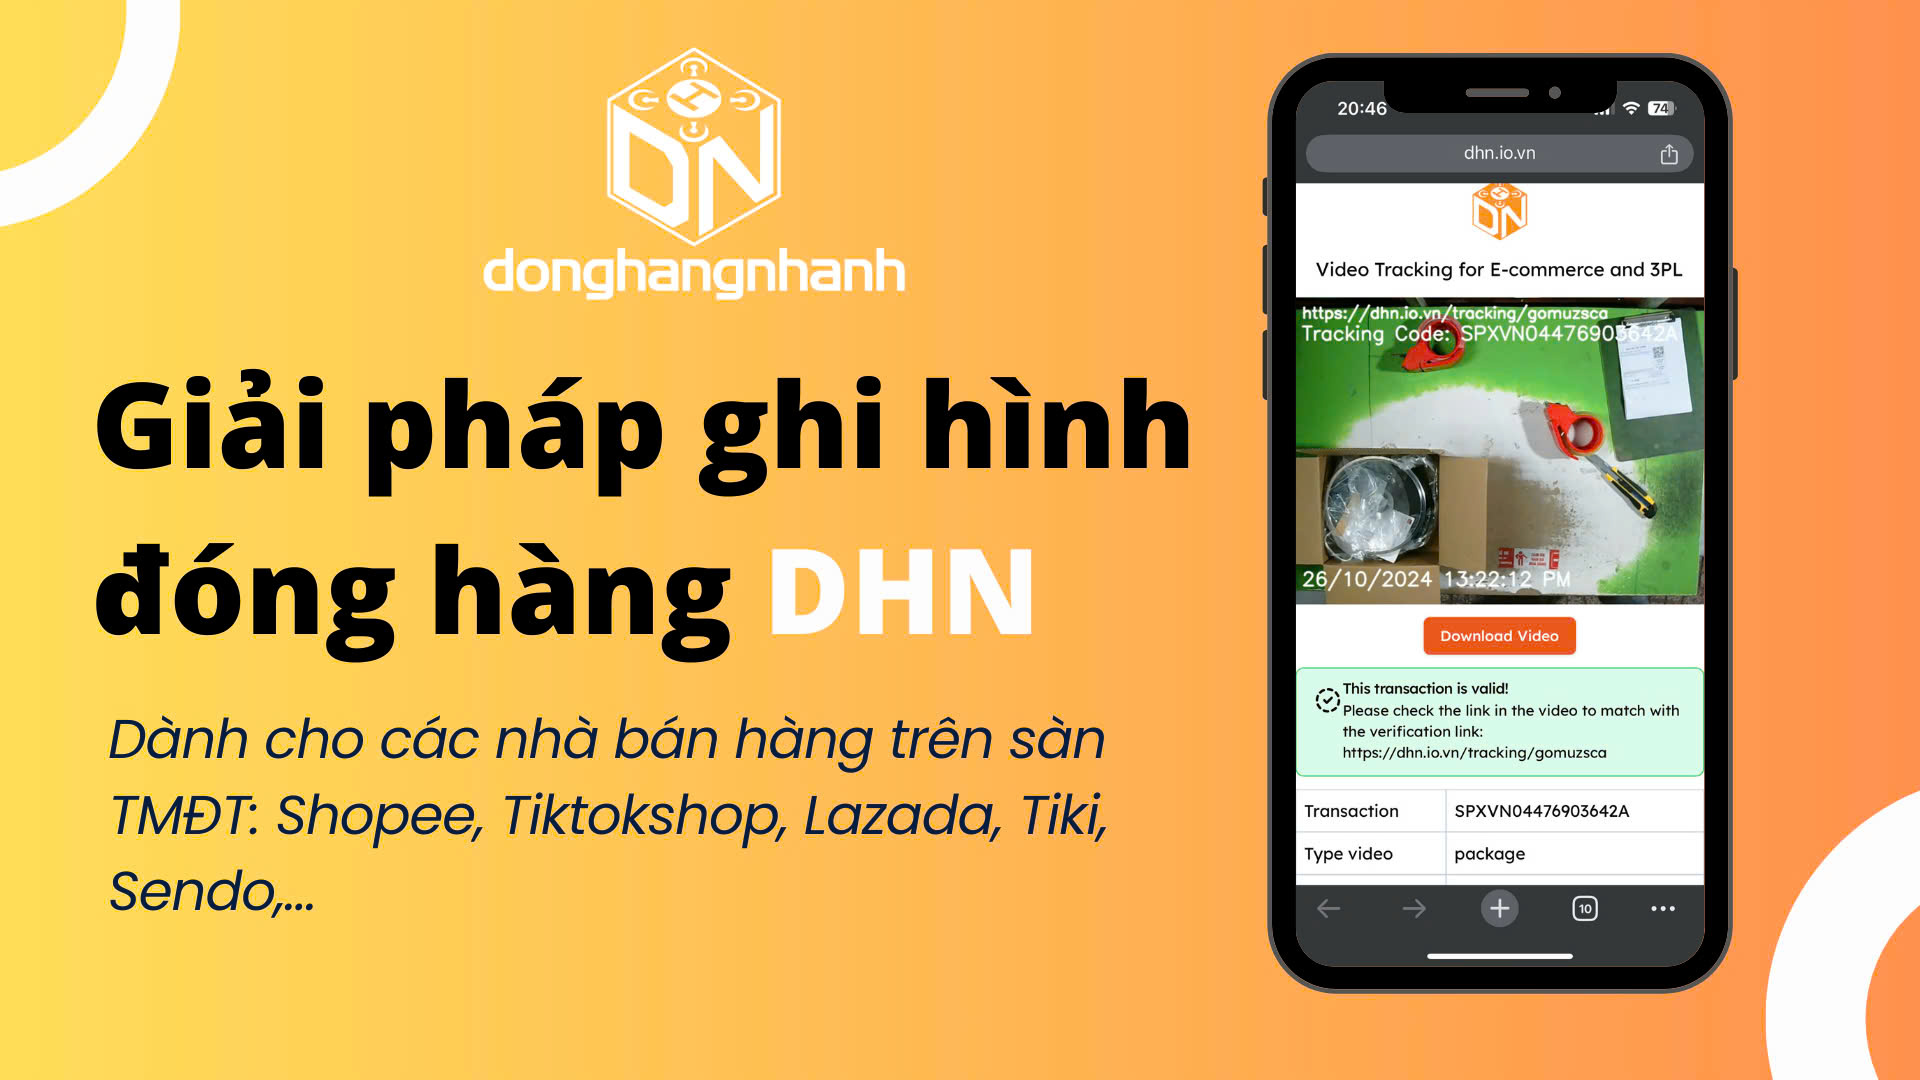 DN
donghangnhanh
Giải pháp ghi hình
đóng hàng DHN
Dành cho các nhà bán hàng trên sàn
TMĐT: Shopee, Tiktokshop, Lazada, Tiki,
Sendo,...
20:46
74
dhn.io.vn
DN
Video Tracking for E-commerce and 3PL
https://dhn.io.vn/tracking/gomuzsca
Tracking Code: SPXVN04476903642A
26/10/2024 13:22:12 PM
Download Video
This transaction is valid!
Please check the link in the video to match with
the verification link:
https://dhn.io.vn/tracking/gomuzsca
Transaction SPXVN04476903642A
Type video package
10